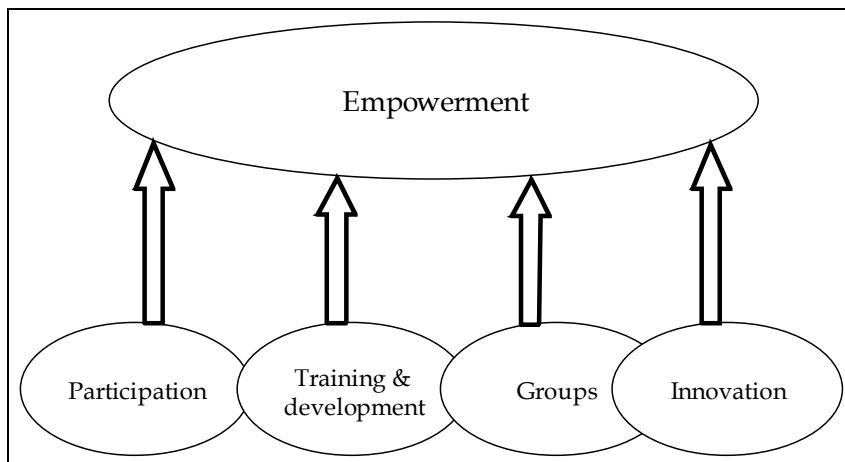 Empowerment
Participation
Training &
development
Groups
Innovation